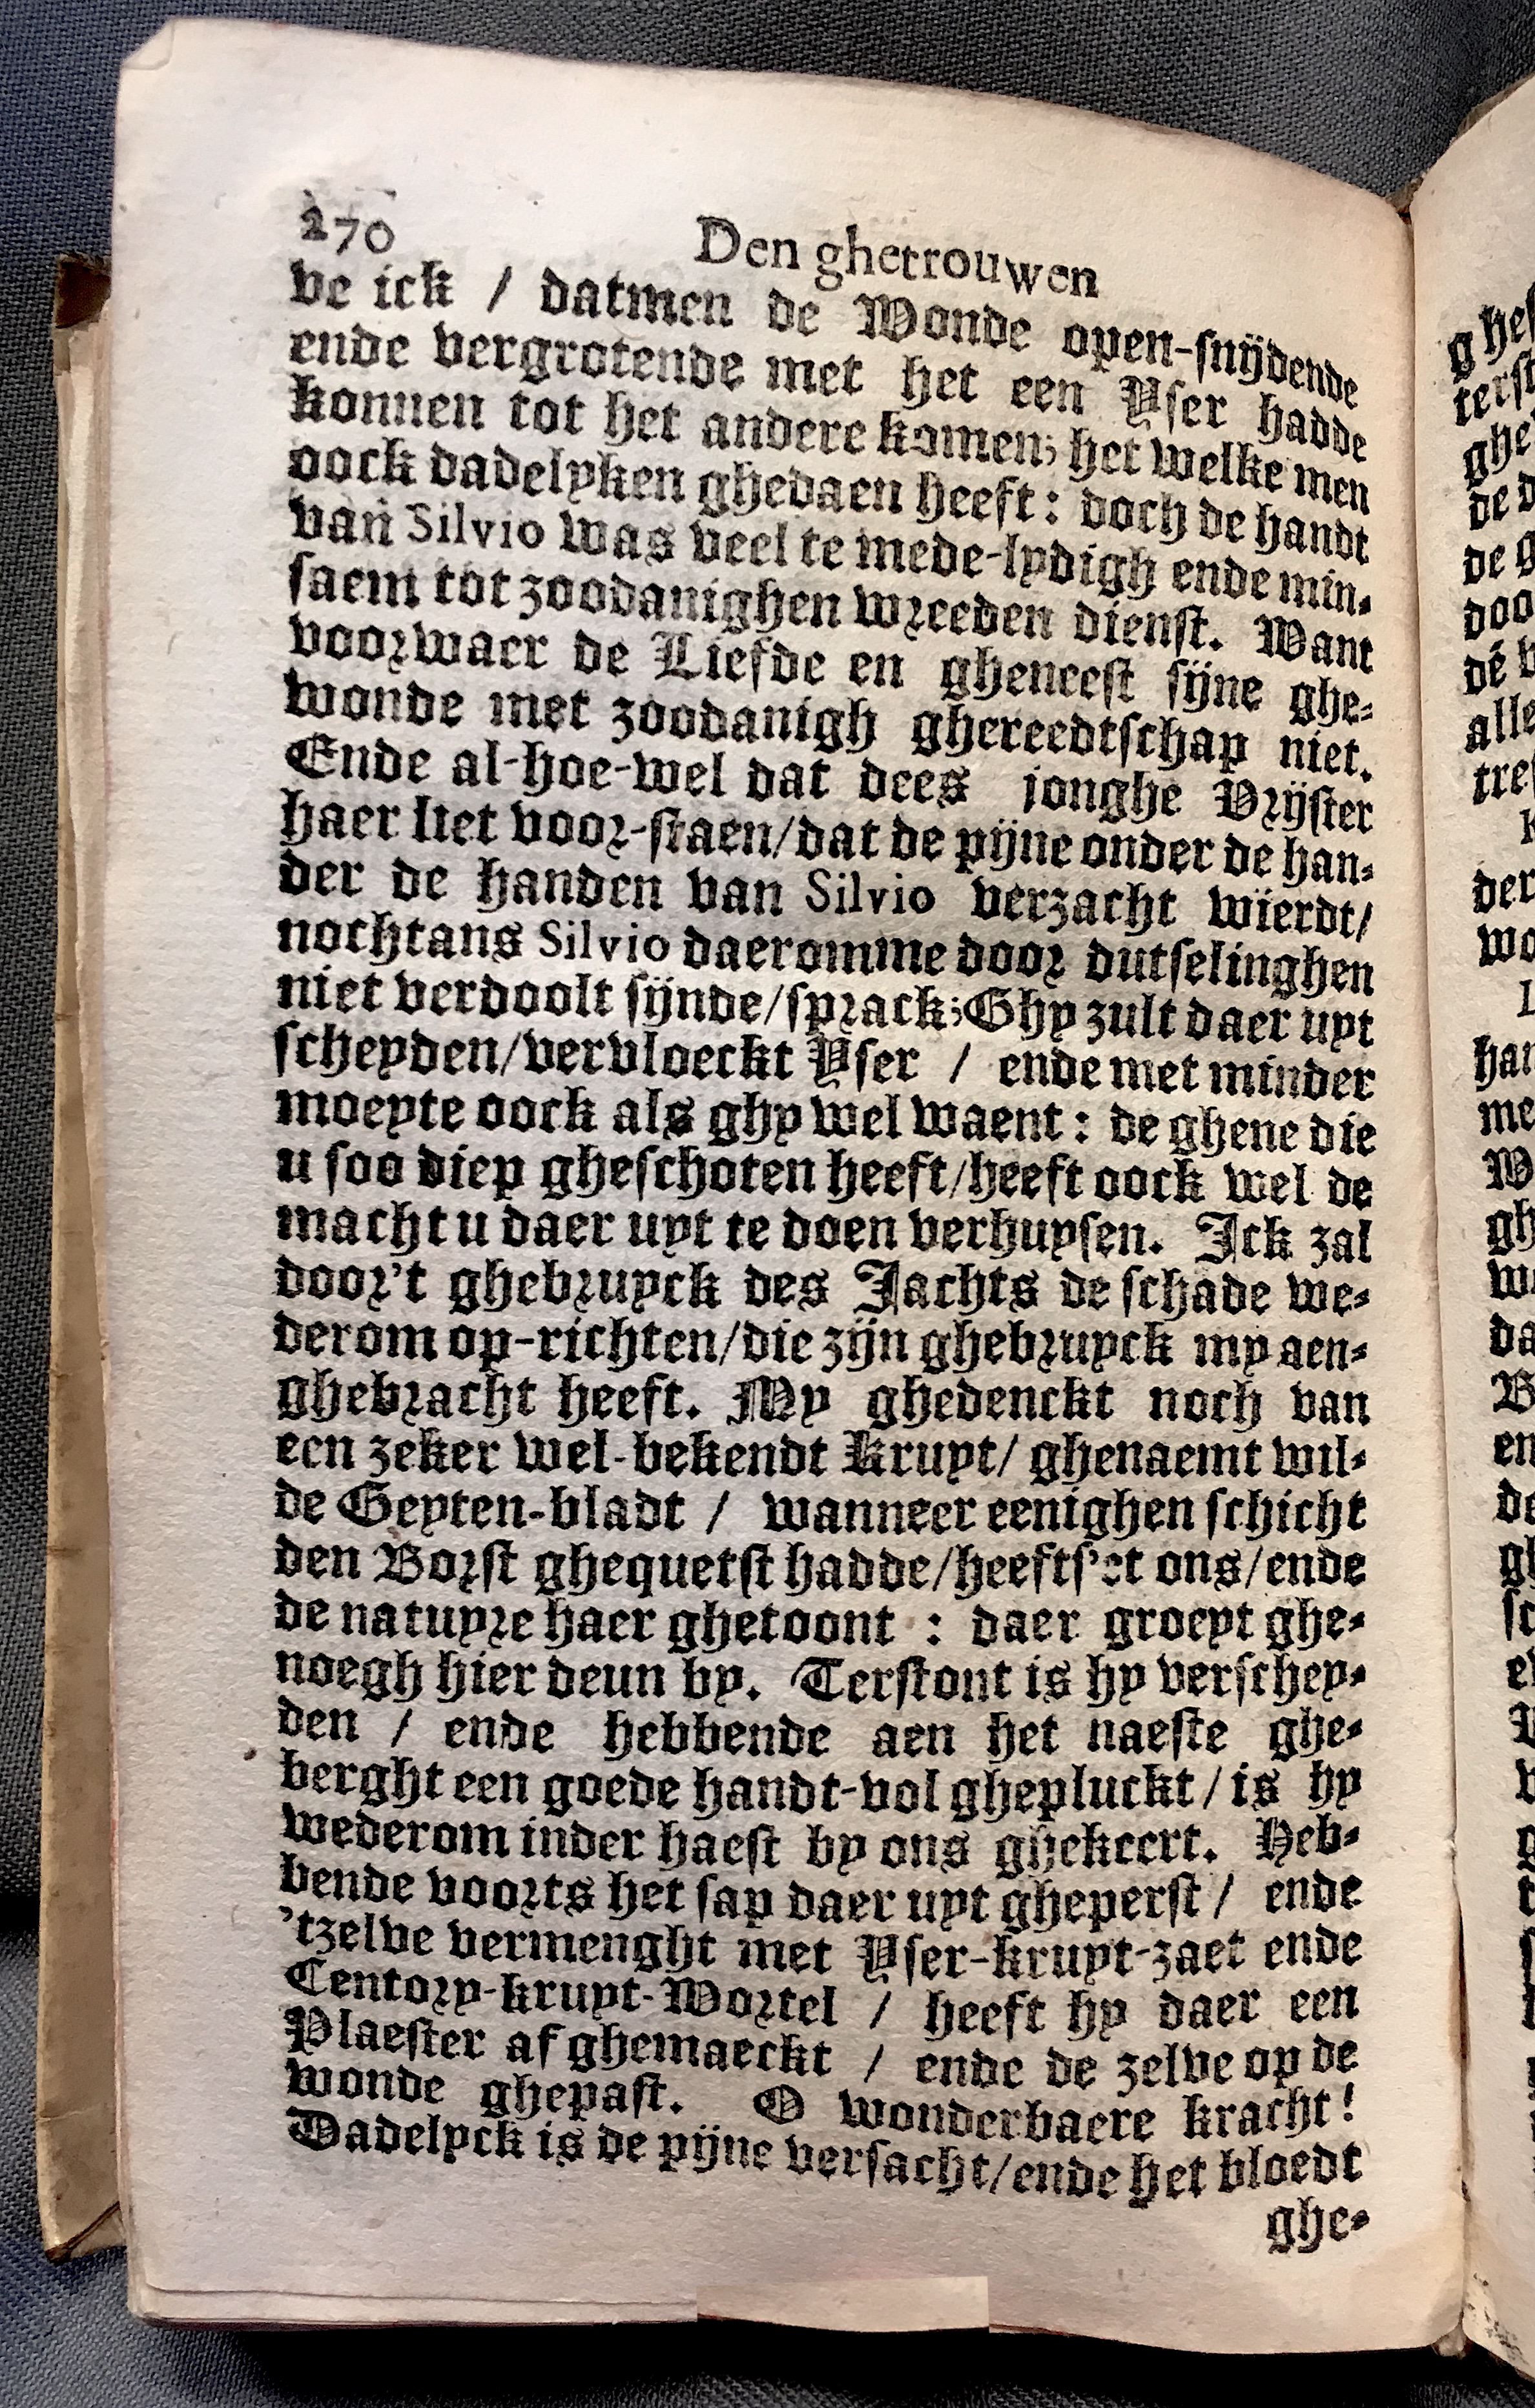 270 Den ghetrouwen
ve ick / datmen de Wonde open-snijdende
ende vergrotende met het een Yser hadde
konnen tot het andere komen; het welke men
oock dadelyken ghedaen heeft: doch de handt
van Silvio was veel te mede-lydigh ende min-
saem tot zoodanighen wreeden dienst. Want
voorwaer de Liefde en gheneest sijne ghe-
wonde met zoodanigh ghereedtschap niet.
Ende al-hoe-wel dat dees jonghe Vrijster
haer liet voor-staen/dat de pijne onder de han-
der de handen van Silvio verzacht wierdt/
nochtans Silvio daeromme door dutselinghen
niet verdoolt sijnde/sprack; Ghy zult daer uyt
scheyden/vervloeckt Yser / ende met minder
moeyte oock als ghy wel waent: de ghene die
u soo diep gheschoten heeft/heeft oock wel de
macht u daer uyt te doen verhuysen. Ick zal
door't ghebruyck des Jachts de schade we-
derom op-richten/die zijn ghebruyck my aen-
ghebracht heeft. My ghedenckt noch van
een zeker wel-bekendt kruyt/ ghenaemt wil-
de Geyten-bladt / wanneer eenighen schicht
den Borst ghequetst hadde/heefts'et ons/ende
de natuyre haer ghetoont : daer groeyt ghe-
noegh hier deun by. Terstont is hy verschey-
den / ende hebbende aen het naeste ghe-
berght een goede handt-vol ghepluckt/ is hy
wederom inder haest by ons ghekeert. Heb-
bende voorts het sap daer uyt gheperst / ende
'tzelve vermenght met Yser-kruyt-zaet ende
Centory-kruyt-Wortel / heeft hy daer een
Plaester af ghemaeckt / ende de zelve op de
wonde ghepast. O wonderbaere kracht!
Dadelyck is de pijne versacht/ende het bloedt
ghe-